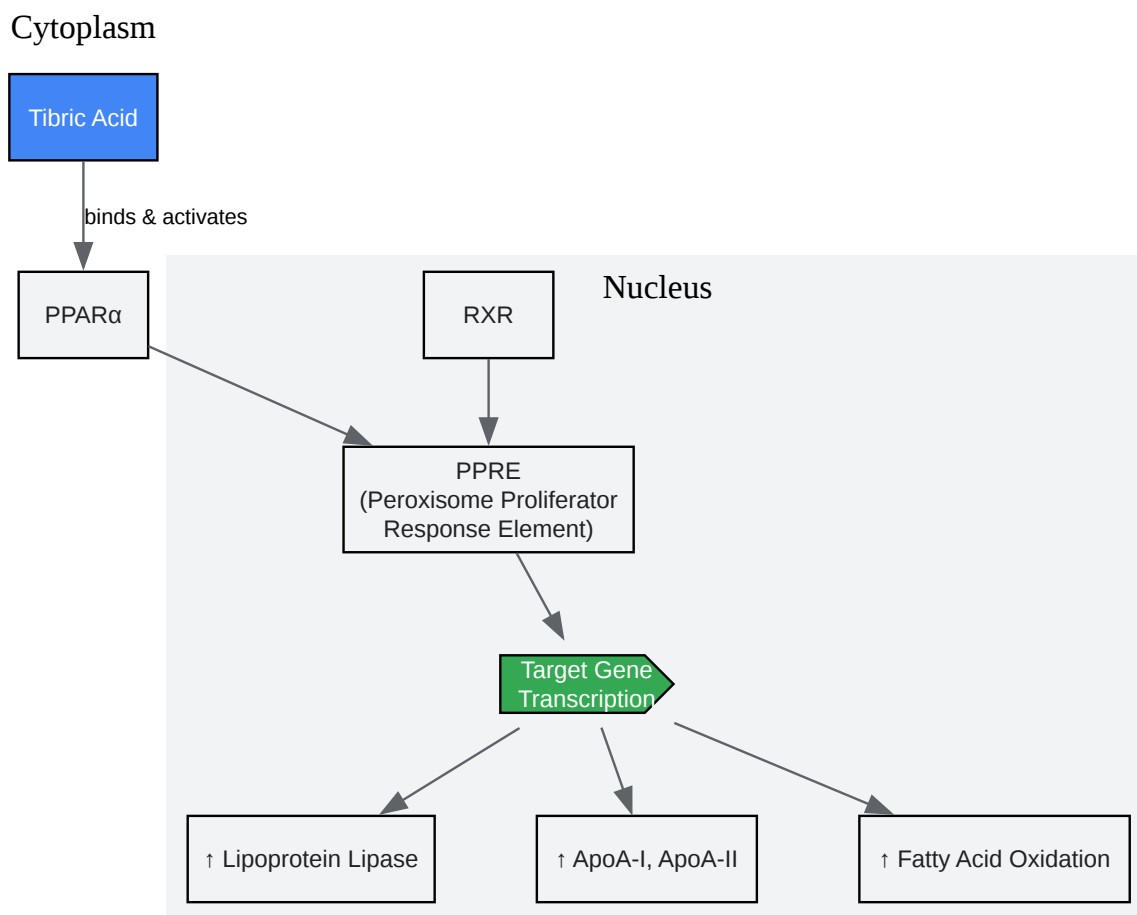 Cytoplasm
Tibric Acid
binds & activates
Nucleus
PPARα
RXR
PPRE
(Peroxisome Proliferator
Response Element)
Target Gene
Transcription
↑ Lipoprotein Lipase
↑ ApoA-I, ApoA-II
↑ Fatty Acid Oxidation